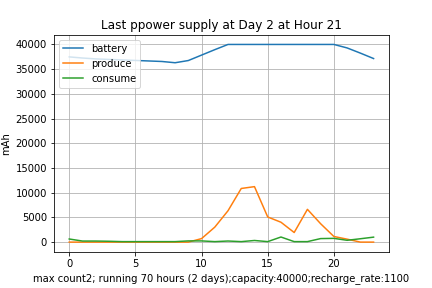 Last ppower supply at Day 2 at Hour 21
40000
35000
30000
25000
20000
15000
10000
5000
0
mAh
battery
produce
consume
0 5 10 15 20
max count2; running 70 hours (2 days);capacity:40000;recharge_rate:1100